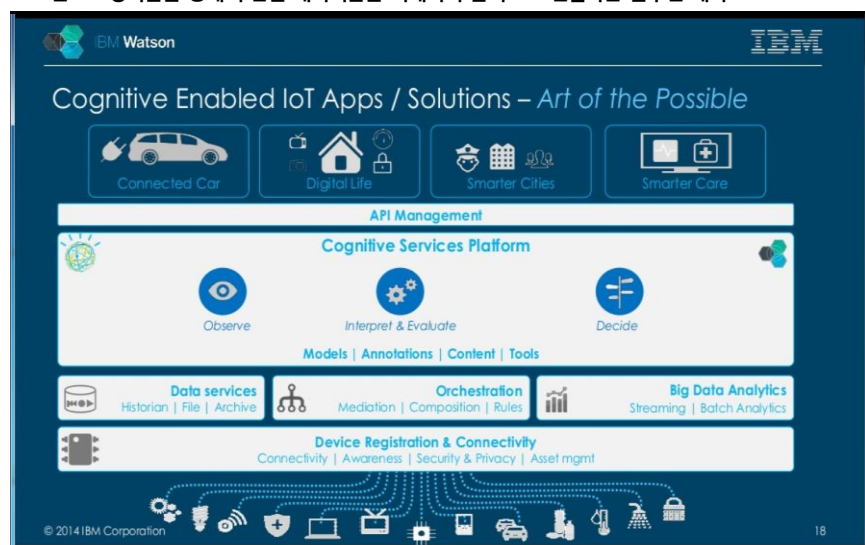 IBM Watson
IBM
Cognitive Enabled IoT Apps / Solutions – Art of the Possible
Connected Car
Digital Life
Smarter Cities
Smarter Care
API Management
Cognitive Services Platform
Observe
Interpret & Evaluate
Decide
Models | Annotations | Content | Tools
Data services
Historian | File | Archive
Orchestration
Mediation | Composition | Rules
Big Data Analytics
Streaming | Batch Analytics
Device Registration & Connectivity
Connectivity | Awareness | Security & Privacy | Asset mgmt
© 2014 IBM Corporation
18